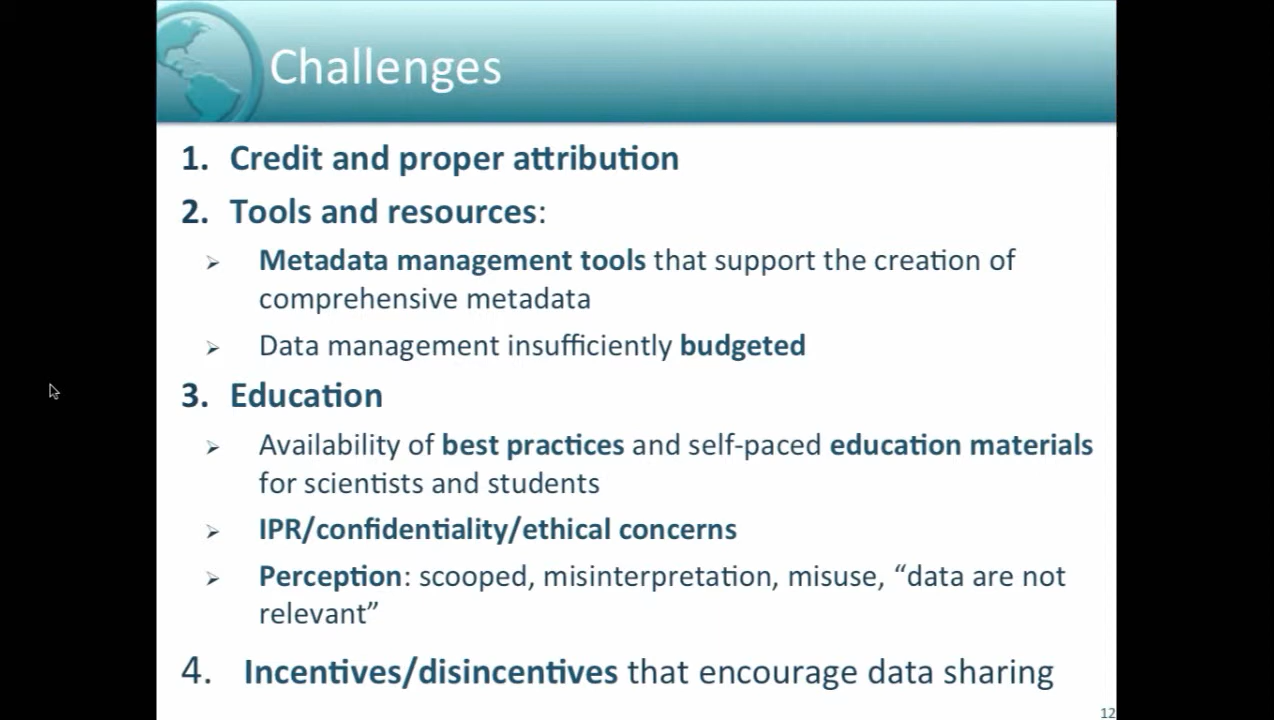 Challenges
1. Credit and proper attribution
2. Tools and resources:
➢ Metadata management tools that support the creation of
comprehensive metadata
➢ Data management insufficiently budgeted
3. Education
➢ Availability of best practices and self-paced education materials
for scientists and students
➢ IPR/confidentiality/ethical concerns
➢ Perception: scooped, misinterpretation, misuse, “data are not
relevant”
4. Incentives/disincentives that encourage data sharing
12